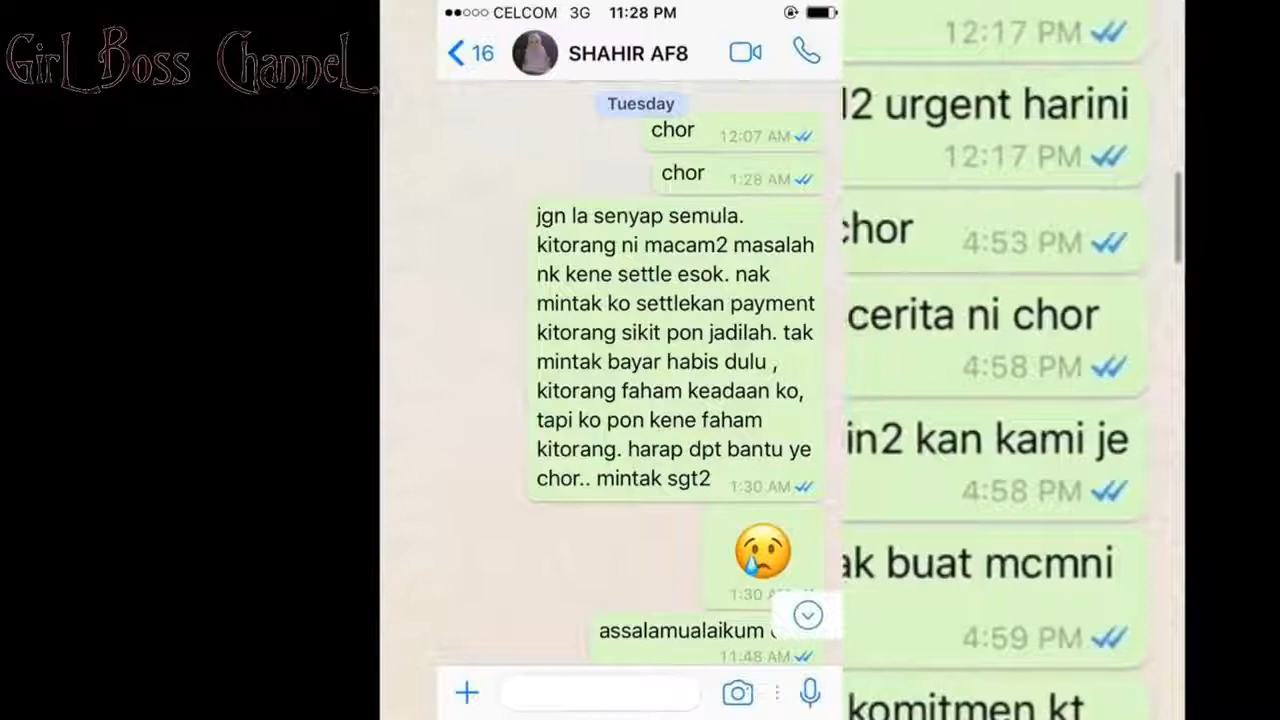 GirL Boss ChanneL
CELCOM 3G 11:28 PM
16 SHAHIR AF8
Tuesday
chor 12:07 AM
chor 1:28 AM
jgn la senyap semula.
kitorang ni macam2 masalah
nk kene settle esok. nak
mintak ko settlekan payment
kitorang sikit pon jadilah. tak
mintak bayar habis dulu ,
kitorang faham keadaan ko,
tapi ko pon kene faham
kitorang. harap dpt bantu ye
chor.. mintak sgt2 1:30 AM
1:30
assalamualaikum
11:48 AM
12:17 PM
urgent harini
12:17 PM
chor 4:53 PM
cerita ni chor
4:58 PM
kan kami je
4:58 PM
buat mcmni
4:59 PM
komitmen kt